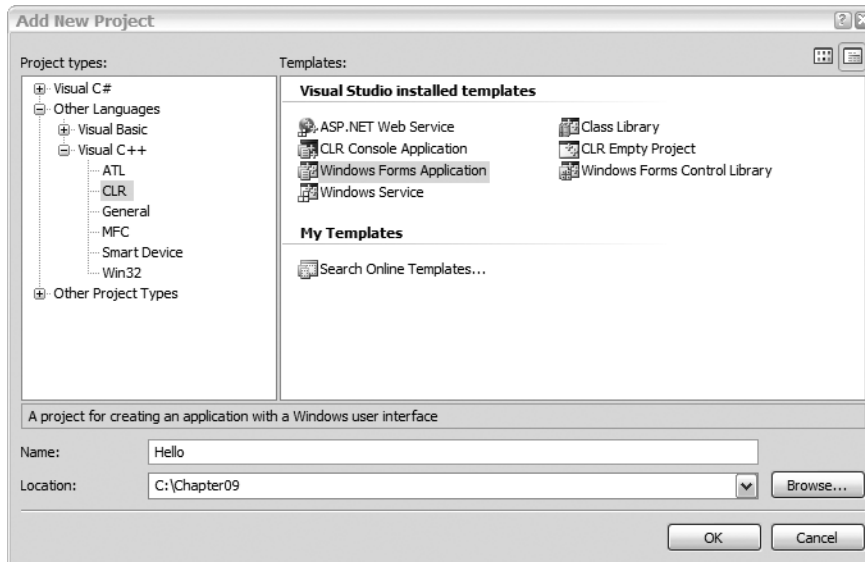 Add New Project
Project types:
Visual C#
Other Languages
Visual Basic
Visual C++
ATL
CLR
General
MFC
Smart Device
Win32
Other Project Types
Templates:
Visual Studio installed templates
ASP.NET Web Service
Class Library
CLR Console Application
CLR Empty Project
Windows Forms Application
Windows Forms Control Library
Windows Service
My Templates
Search Online Templates...
A project for creating an application with a Windows user interface
Name:
Hello
Location:
C:\Chapter09
Browse...
OK
Cancel